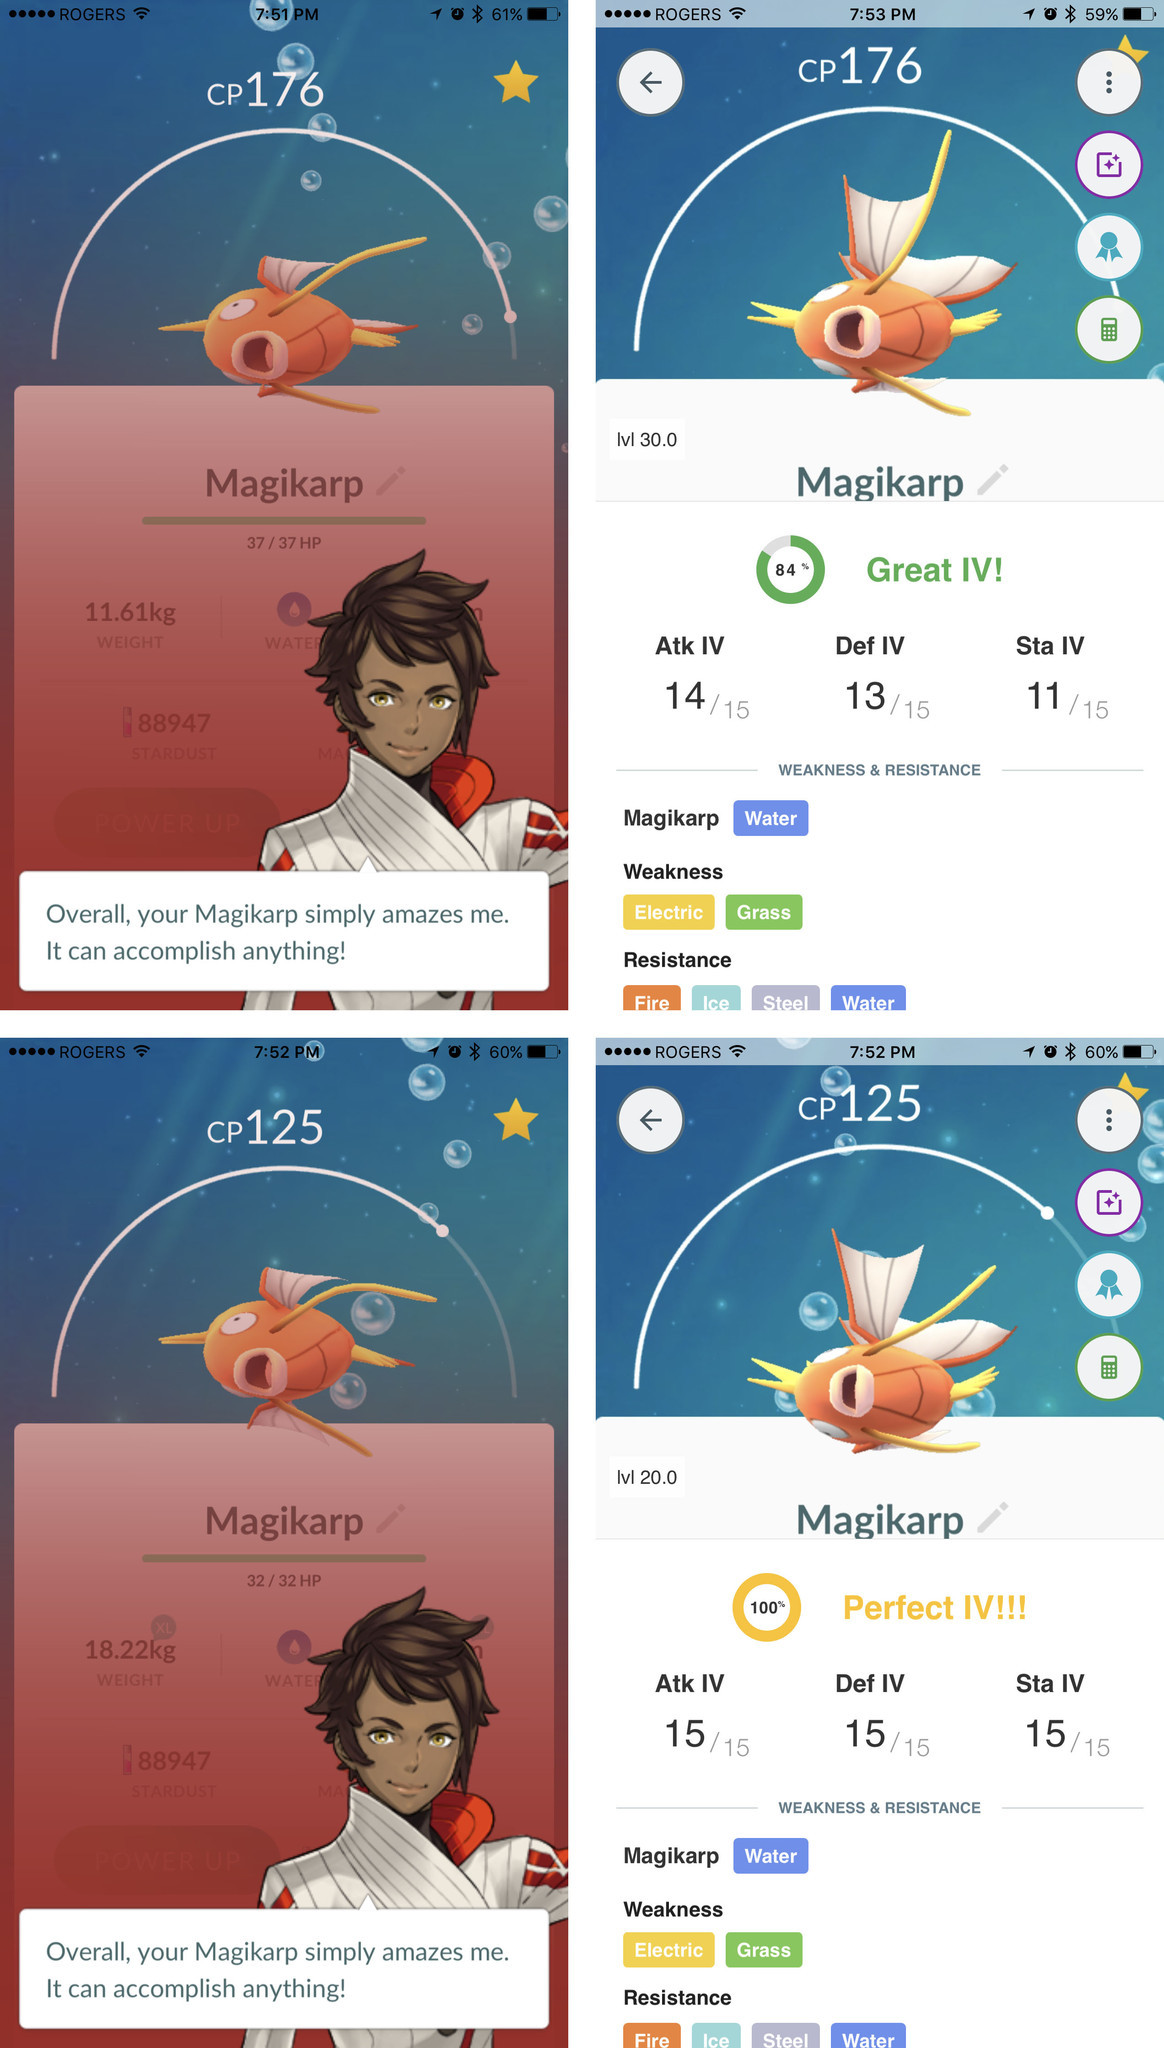 ROGERS 7:51 PM 61%
CP176
Magikarp
37 / 37 HP
11.61kg
WEIGHT
WATER
88947
STARDUST
POWER UP
Overall, your Magikarp simply amazes me.
It can accomplish anything!
ROGERS 7:53 PM 59%
CP176
lvl 30.0
Magikarp
84 % Great IV!
Atk IV Def IV Sta IV
14 / 15 13 / 15 11 / 15
WEAKNESS & RESISTANCE
Magikarp Water
Weakness
Electric Grass
Resistance
Fire Ice Steel Water
ROGERS 7:52 PM 60%
CP125
Magikarp
32 / 32 HP
XL
18.22kg
WEIGHT
WATER
88947
STARDUST
POWER UP
Overall, your Magikarp simply amazes me.
It can accomplish anything!
ROGERS 7:52 PM 60%
CP125
lvl 20.0
Magikarp
100% Perfect IV!!!
Atk IV Def IV Sta IV
15 / 15 15 / 15 15 / 15
WEAKNESS & RESISTANCE
Magikarp Water
Weakness
Electric Grass
Resistance
Fire Ice Steel Water